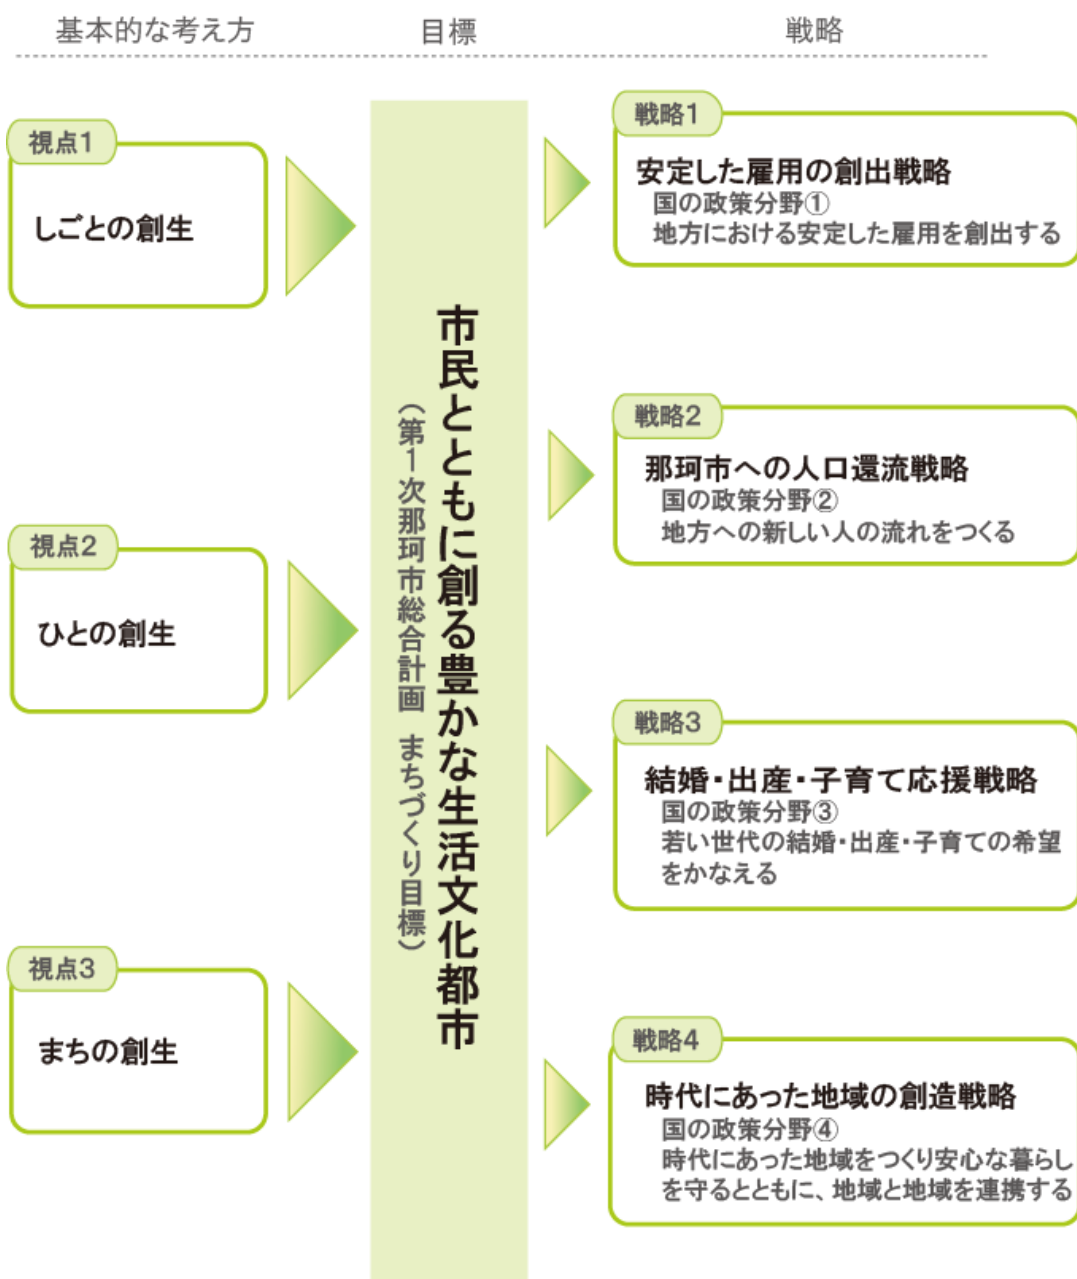 基本的な考え方
目標
戦略
視点1
しごとの創生
視点2
ひとの創生
視点3
まちの創生
市民とともに創る豊かな生活文化都市
（第1次那珂市総合計画　まちづくり目標）
戦略1
安定した雇用の創出戦略
国の政策分野①
地方における安定した雇用を創出する
戦略2
那珂市への人口還流戦略
国の政策分野②
地方への新しい人の流れをつくる
戦略3
結婚・出産・子育て応援戦略
国の政策分野③
若い世代の結婚・出産・子育ての希望
をかなえる
戦略4
時代にあった地域の創造戦略
国の政策分野④
時代にあった地域をつくり安心な暮らし
を守るとともに、地域と地域を連携する